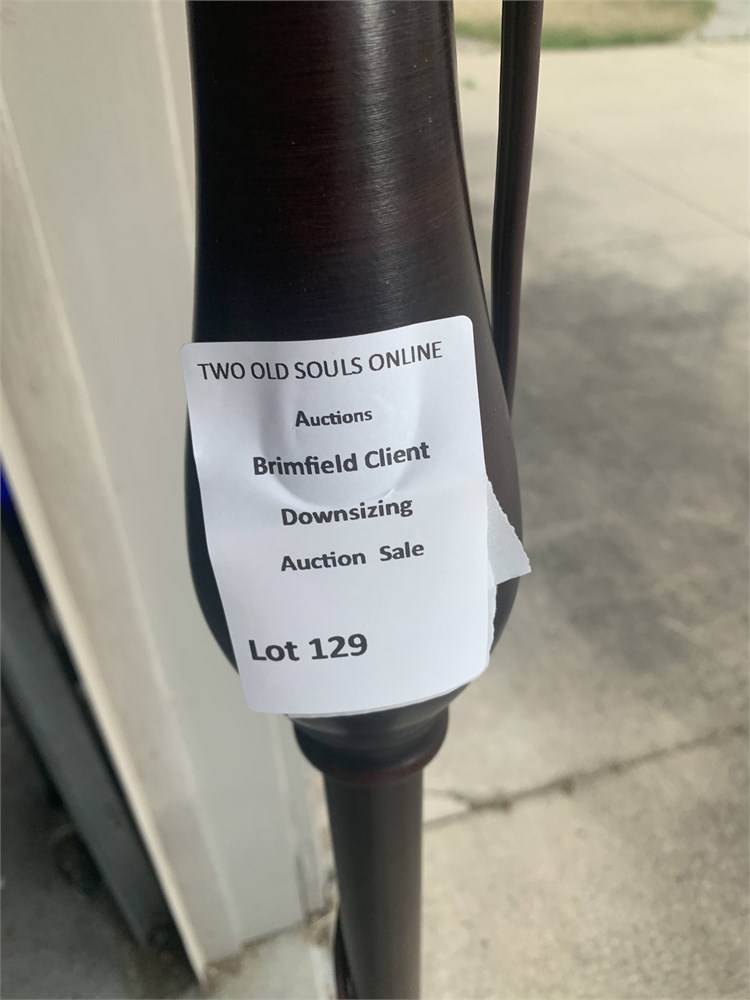 TWO OLD SOULS ONLINE
Auctions
Brimfield Client
Downsizing
Auction Sale
Lot 129